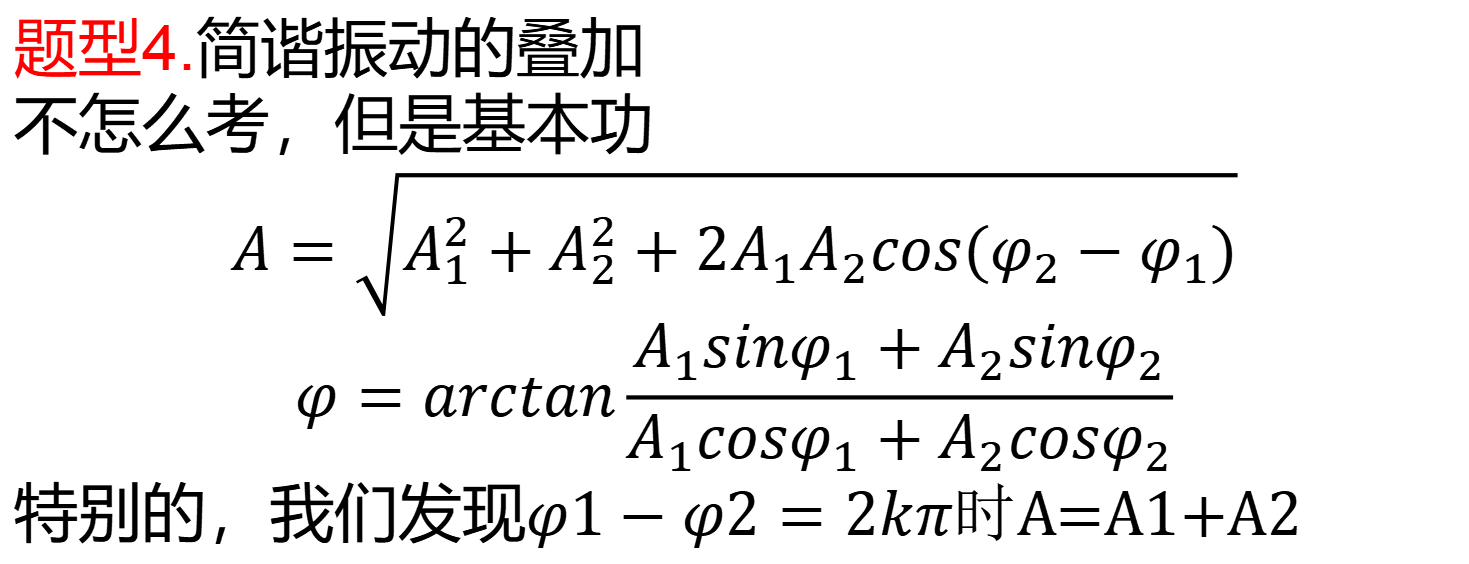 题型4.简谐振动的叠加
不怎么考，但是基本功
A = √(A₁² + A₂² + 2A₁A₂cos(φ₂ − φ₁))
φ = arctan (A₁sinφ₁ + A₂sinφ₂)/(A₁cosφ₁ + A₂cosφ₂)
特别的，我们发现φ1 − φ2 = 2kπ时A=A1+A2